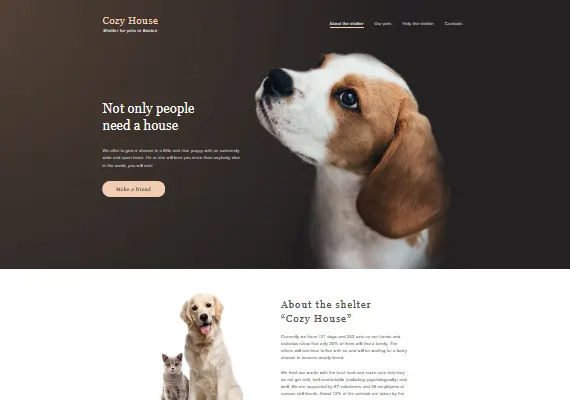 Cozy House
Shelter for pets in Boston
About the shelter
Our pets
Help the shelter
Contacts
Not only people
need a house
We offer to give a chance to a little and nice puppy with an extremely
wide and open heart. He or she will love you more than anybody else
in the world, you will see!
Make a friend
About the shelter
“Cozy House”
Currently we have 121 dogs and 342 cats on our hands and
statistics show that only 20% of them will find a family. The
others will continue to live with us and will be waiting for a lucky
chance to become dearly loved.
We feed our wards with the best food and make sure that they
do not get sick, feel comfortable (including psychologically) and
well. We are supported by 87 volunteers and 28 employees of
various skill levels. About 12% of the animals are taken by the